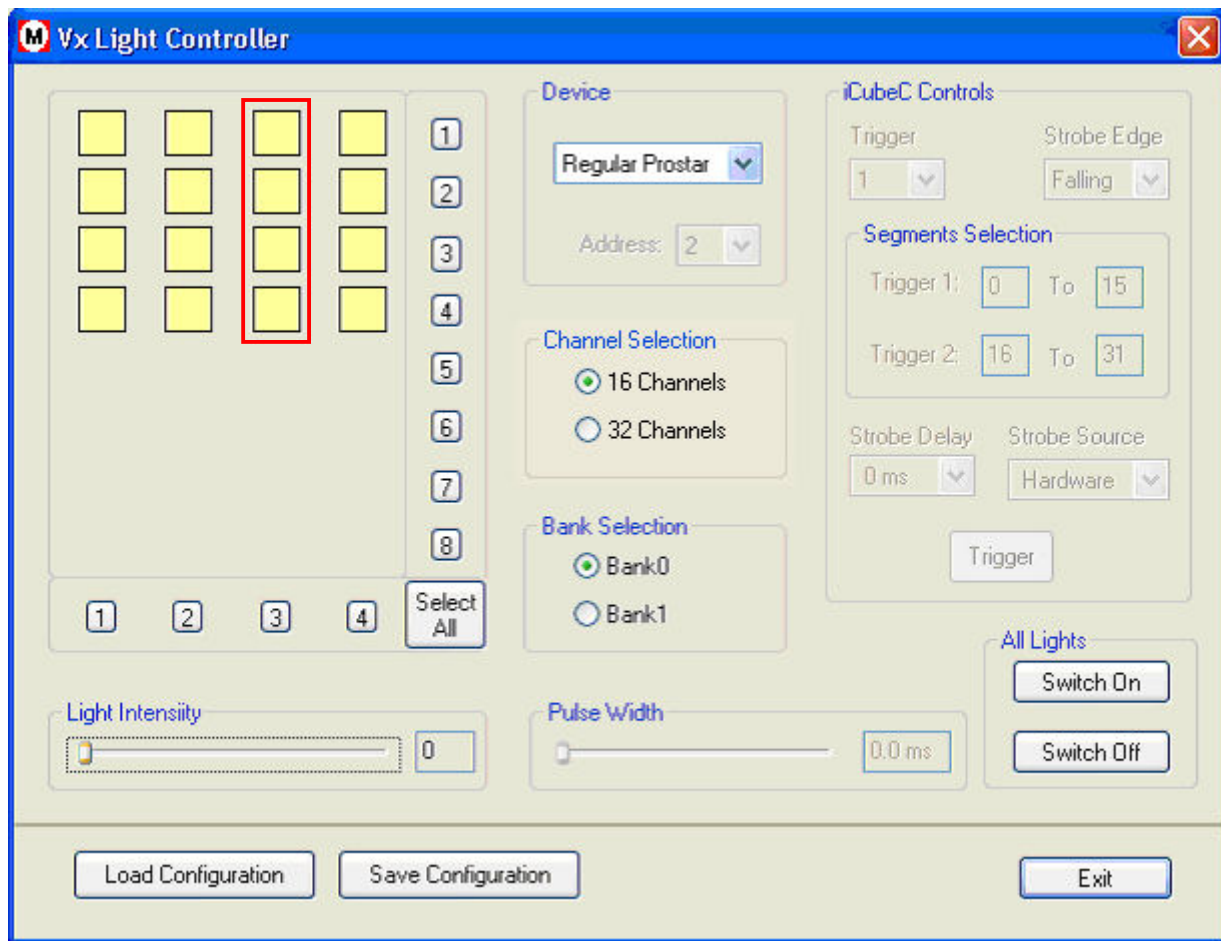 M Vx Light Controller
1
2
3
4
5
6
7
8
1 2 3 4 Select All
Device
Regular Prostar
Address: 2
Channel Selection
16 Channels
32 Channels
Bank Selection
Bank0
Bank1
iCubeC Controls
Trigger Strobe Edge
1 Falling
Segments Selection
Trigger 1: 0 To 15
Trigger 2: 16 To 31
Strobe Delay Strobe Source
0 ms Hardware
Trigger
Light Intensiity
0
Pulse Width
0.0 ms
All Lights
Switch On
Switch Off
Load Configuration Save Configuration Exit